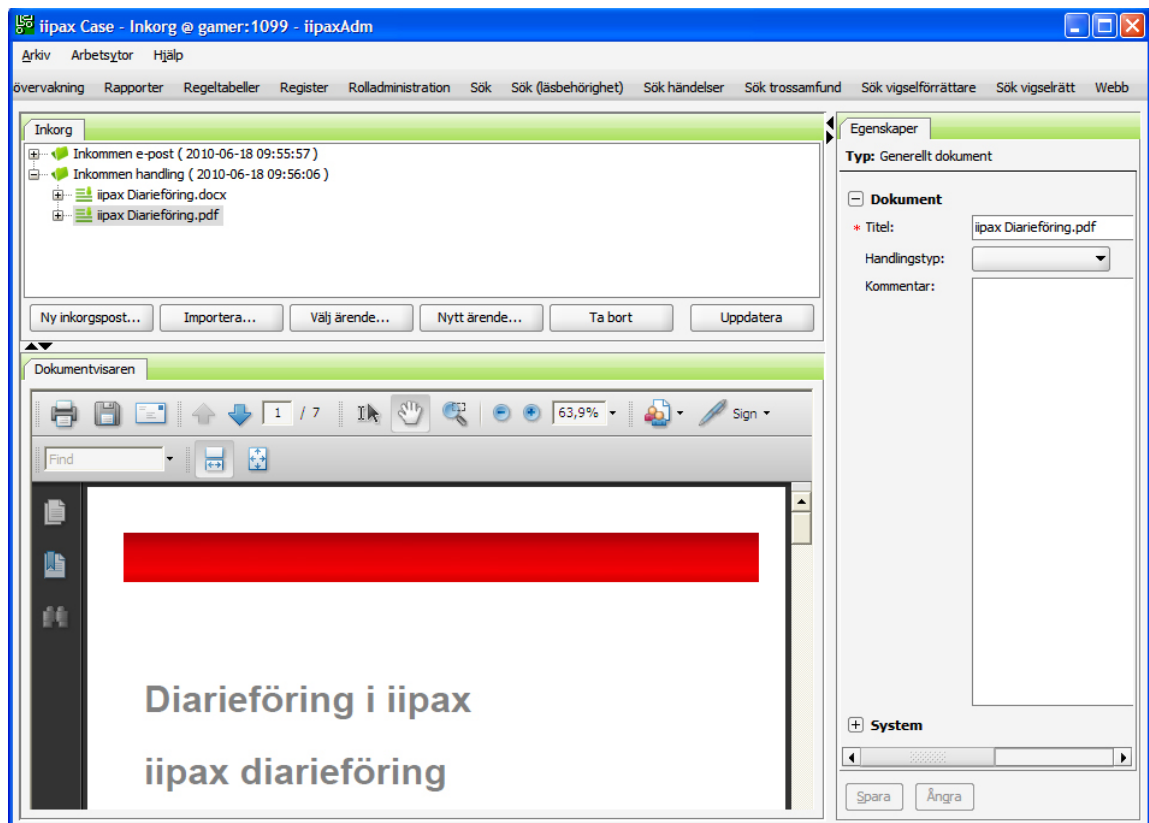 iipax Case - Inkorg @ gamer:1099 - iipaxAdm
Arkiv Arbetsytor Hjälp
övervakning Rapporter Regeltabeller Register Rolladministration Sök Sök (läsbehörighet) Sök händelser Sök trossamfund Sök vigselförrättare Sök vigselrätt Webb
Inkorg
Inkommen e-post ( 2010-06-18 09:55:57 )
Inkommen handling ( 2010-06-18 09:56:06 )
iipax Diarieföring.docx
iipax Diarieföring.pdf
Ny inkorgspost... Importera... Välj ärende... Nytt ärende... Ta bort Uppdatera
Dokumentvisaren
1 / 7 63,9% Sign
Find
Diarieföring i iipax
iipax diarieföring
Egenskaper
Typ: Generellt dokument
Dokument
* Titel: iipax Diarieföring.pdf
Handlingstyp:
Kommentar:
System
Spara Ångra